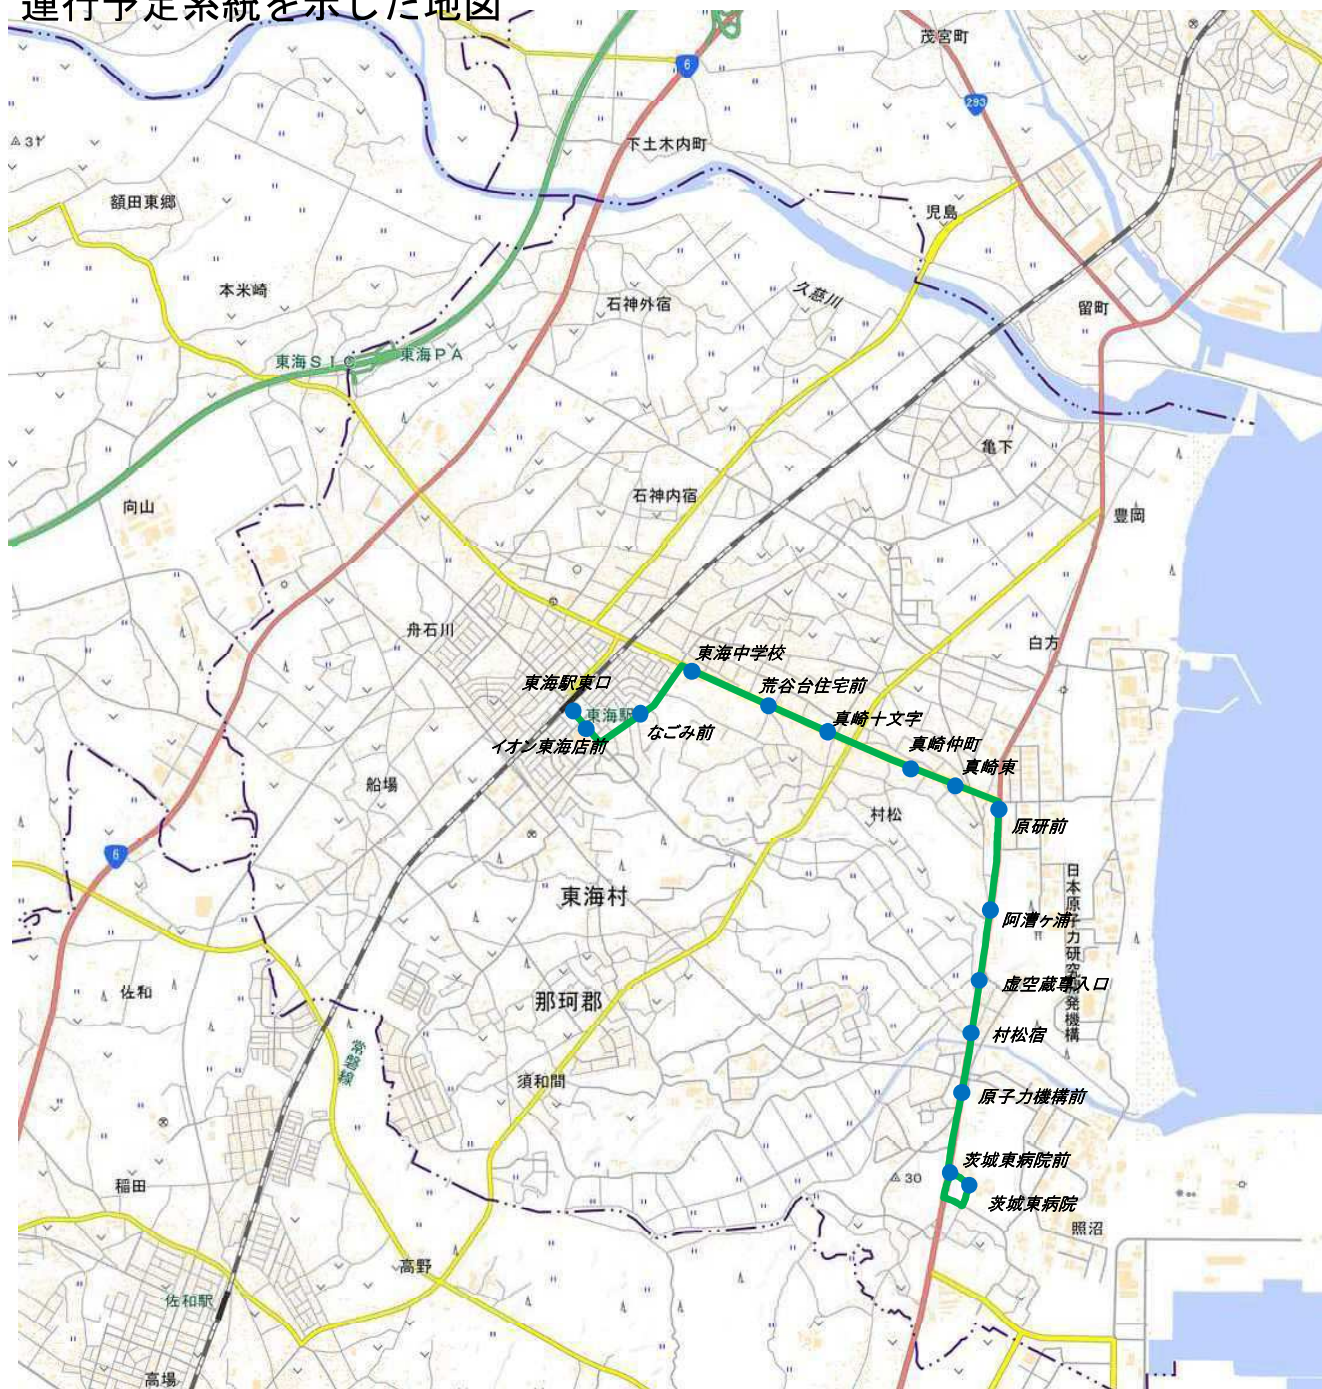 運行予定系統を示した地図
茂宮町
6
293
下土木内町
31
額田東郷
児島
本米崎
久慈川
石神外宿
留町
東海SIC
東海PA
亀下
石神内宿
向山
豊岡
舟石川
白方
東海中学校
東海駅東口
荒谷台住宅前
東海駅
なごみ前
真崎十文字
イオン東海店前
真崎仲町
真崎東
船場
村松
原研前
6
東海村
日本原子力研究開発機構
阿漕ヶ浦
佐和
虚空蔵尊入口
那珂郡
村松宿
常磐線
須和間
原子力機構前
茨城東病院前
30
稲田
茨城東病院
照沼
高野
佐和駅
高場